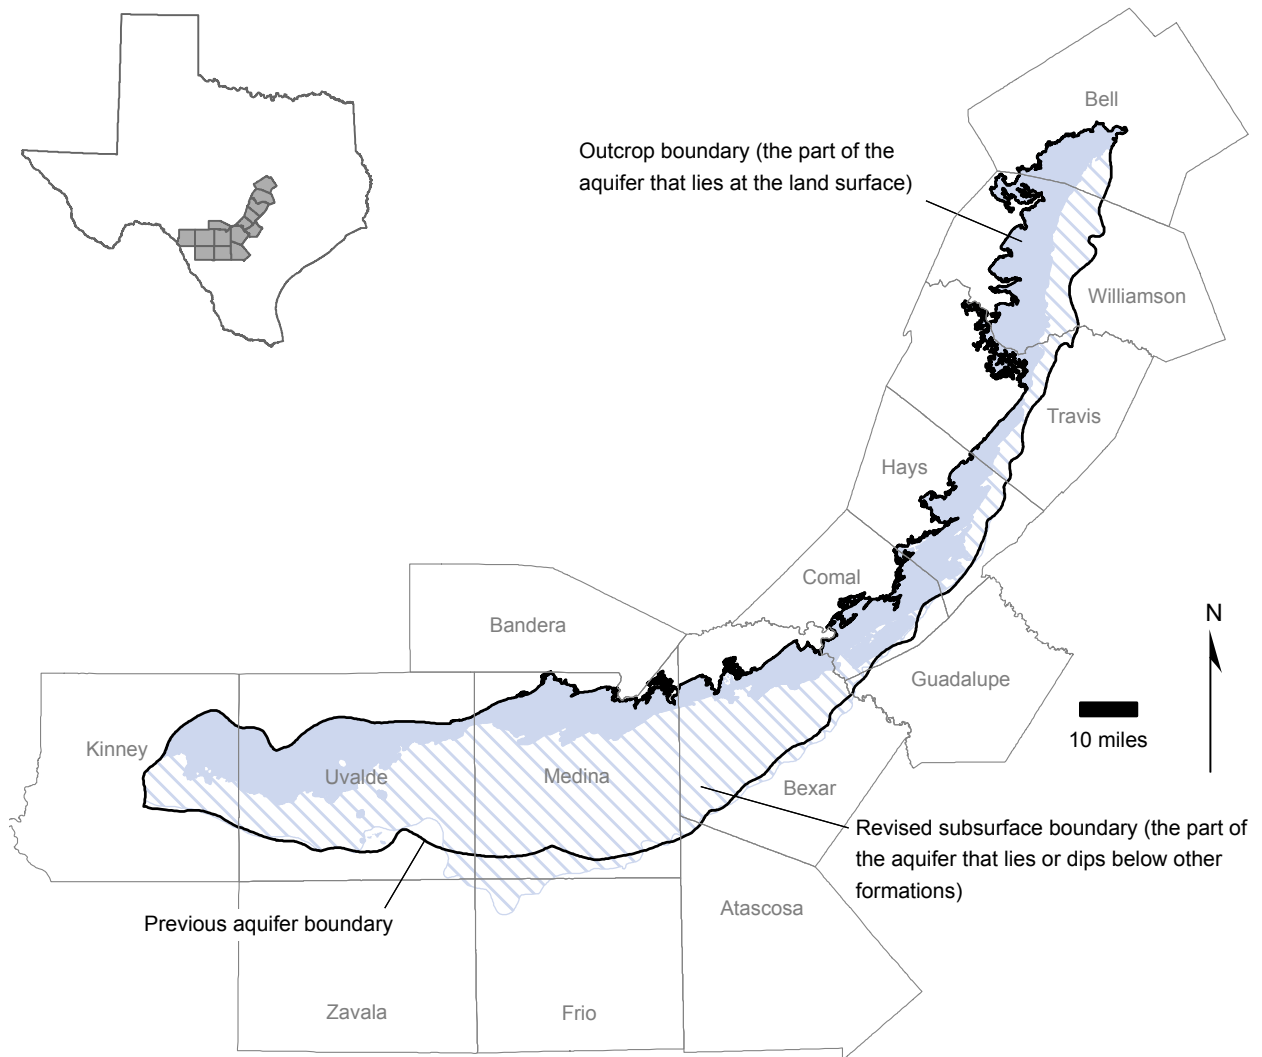 Bell
Outcrop boundary (the part of the
aquifer that lies at the land surface)
Williamson
Travis
Hays
Comal
Bandera
N
Guadalupe
10 miles
Kinney
Uvalde
Medina
Bexar
Revised subsurface boundary (the part of
the aquifer that lies or dips below other
formations)
Previous aquifer boundary
Atascosa
Zavala
Frio